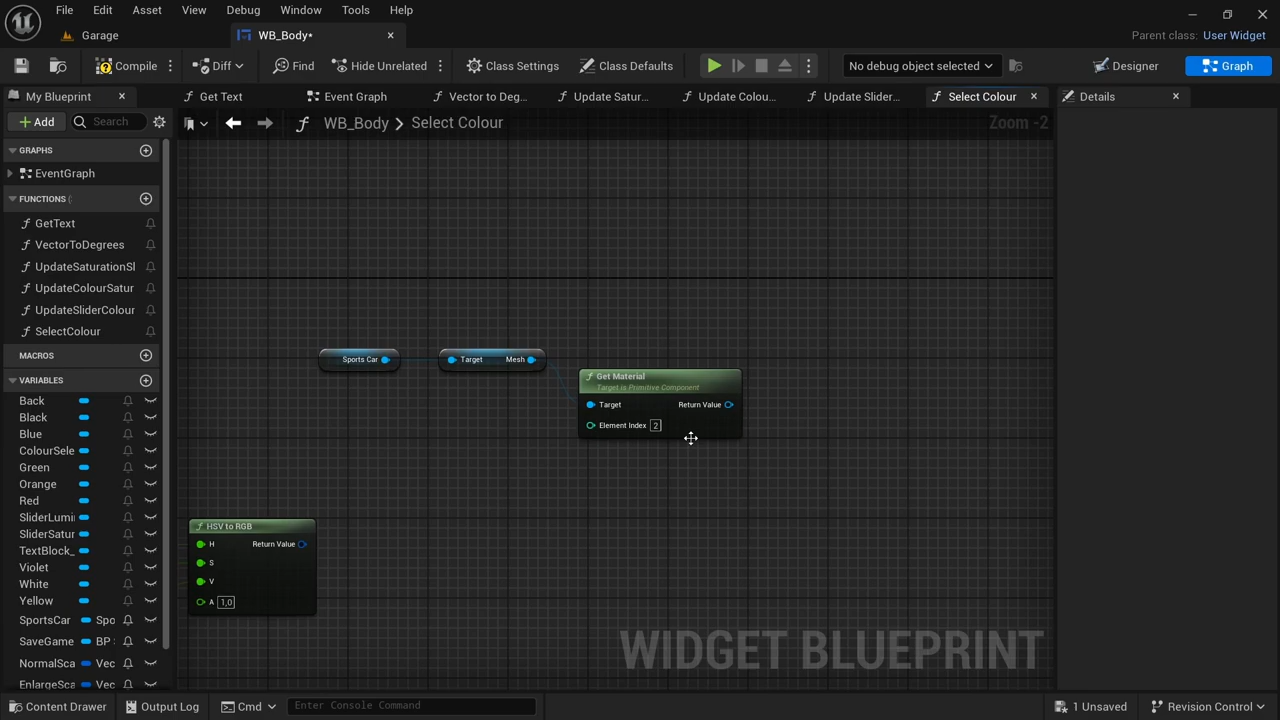 File Edit Asset View Debug Window Tools Help
Garage WB_Body*
Parent class: User Widget
Compile Diff Find Hide Unrelated Class Settings Class Defaults No debug object selected Designer Graph
My Blueprint Get Text Event Graph Vector to Deg... Update Satur... Update Colou... Update Slider... Select Colour Details
Add Search WB_Body > Select Colour Zoom -2
GRAPHS
EventGraph
FUNCTIONS (
GetText
VectorToDegrees
UpdateSaturationSl
UpdateColourSatur
UpdateSliderColour
SelectColour
MACROS
VARIABLES
Back
Black
Blue
ColourSele
Green
Orange
Red
SliderLumi
SliderSatur
TextBlock_
Violet
White
Yellow
SportsCar Spo
SaveGame BP
NormalSca Vec
EnlargeSca Vec
Sports Car Target Mesh
Get Material
Target is Primitive Component
Target Return Value
Element Index 2
HSV to RGB
H Return Value
S
V
A 1,0
WIDGET BLUEPRINT
Content Drawer Output Log Cmd Enter Console Command 1 Unsaved Revision Control